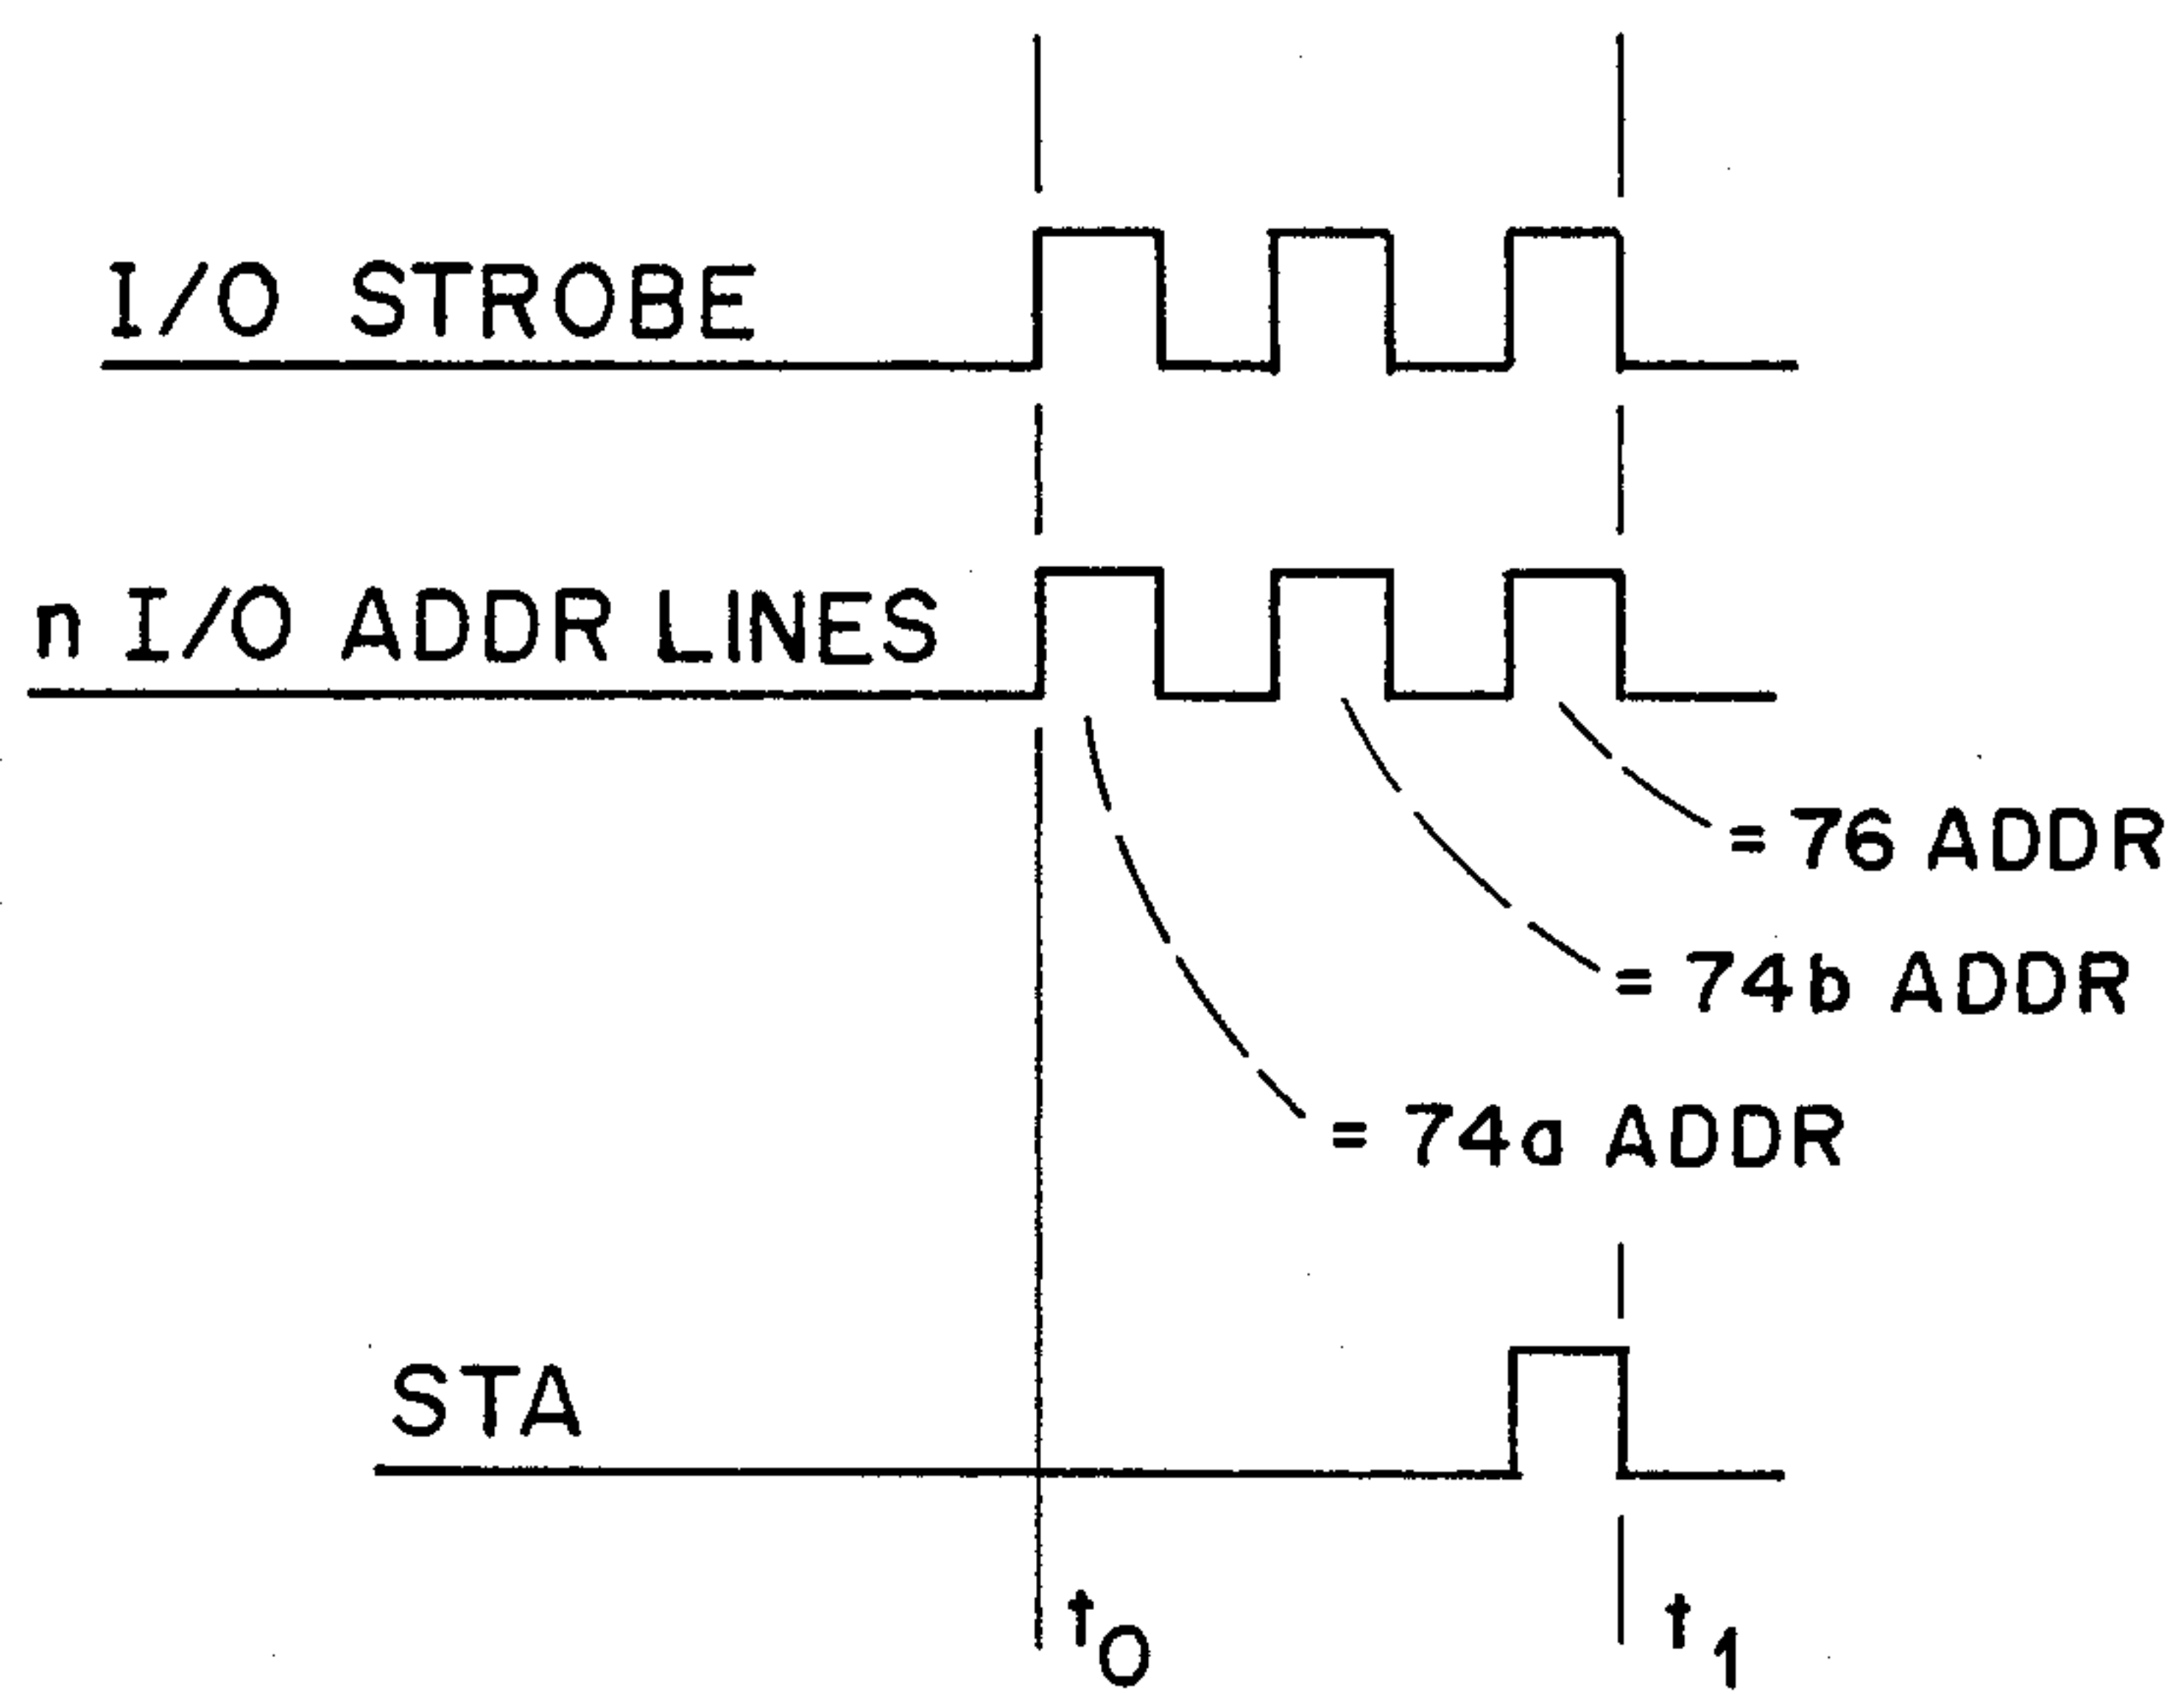 I/O STROBE
n I/O ADDR LINES
= 76 ADDR
= 74b ADDR
= 74a ADDR
STA
t0
t1